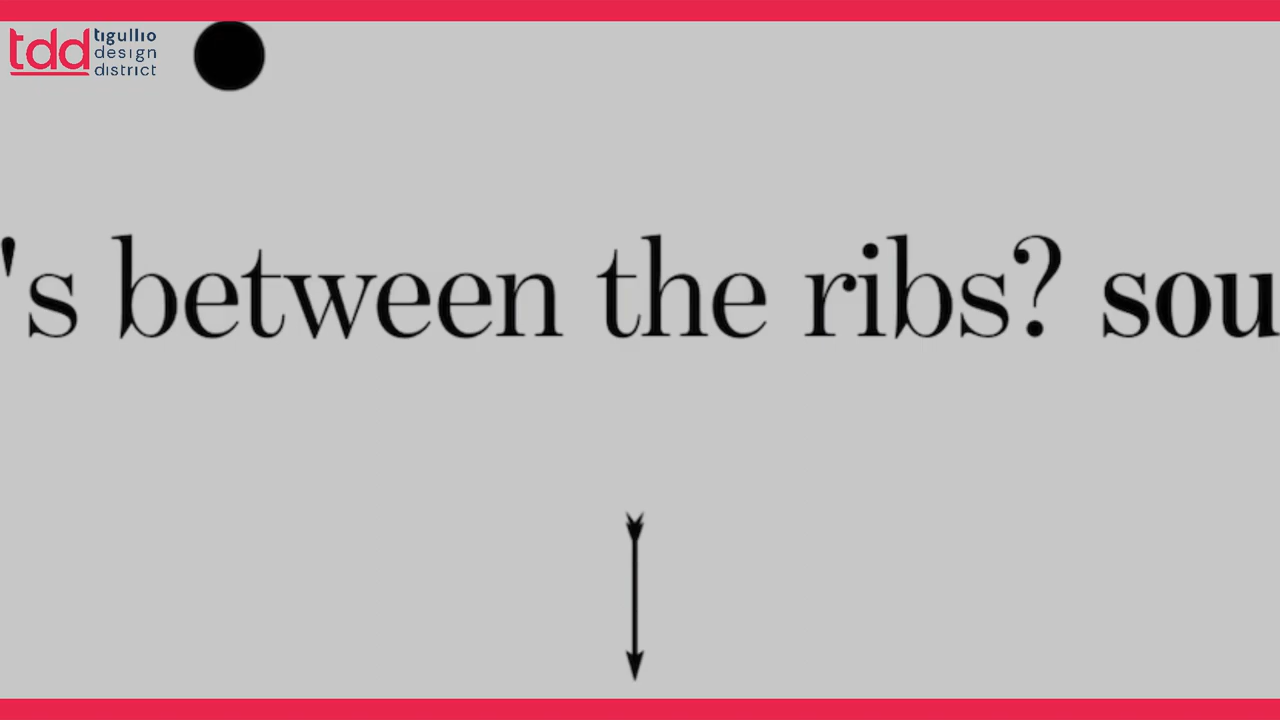 tdd tigullio
design
district
's between the ribs? sou